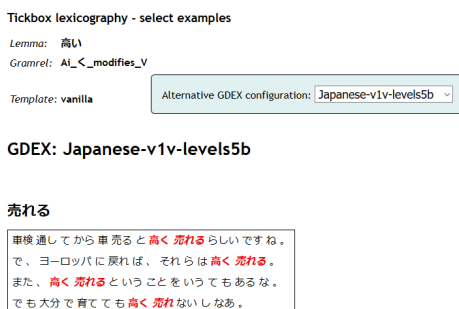 Tickbox lexicography - select examples
Lemma: 高い
Gramrel: Ai_く_modifies_V
Template: vanilla
Alternative GDEX configuration: Japanese-v1v-levels5b
GDEX: Japanese-v1v-levels5b
売れる
車検 通し て から 車 売る と 高く 売れる らしい です ね 。
で 、 ヨーロッパ に 戻れ ば 、 それ ら は 高く 売れる 。
また 、 高く 売れる と いう こと を いう て も ある な 。
で も 大分 で 育て て も 高く 売れ ない し なあ 。